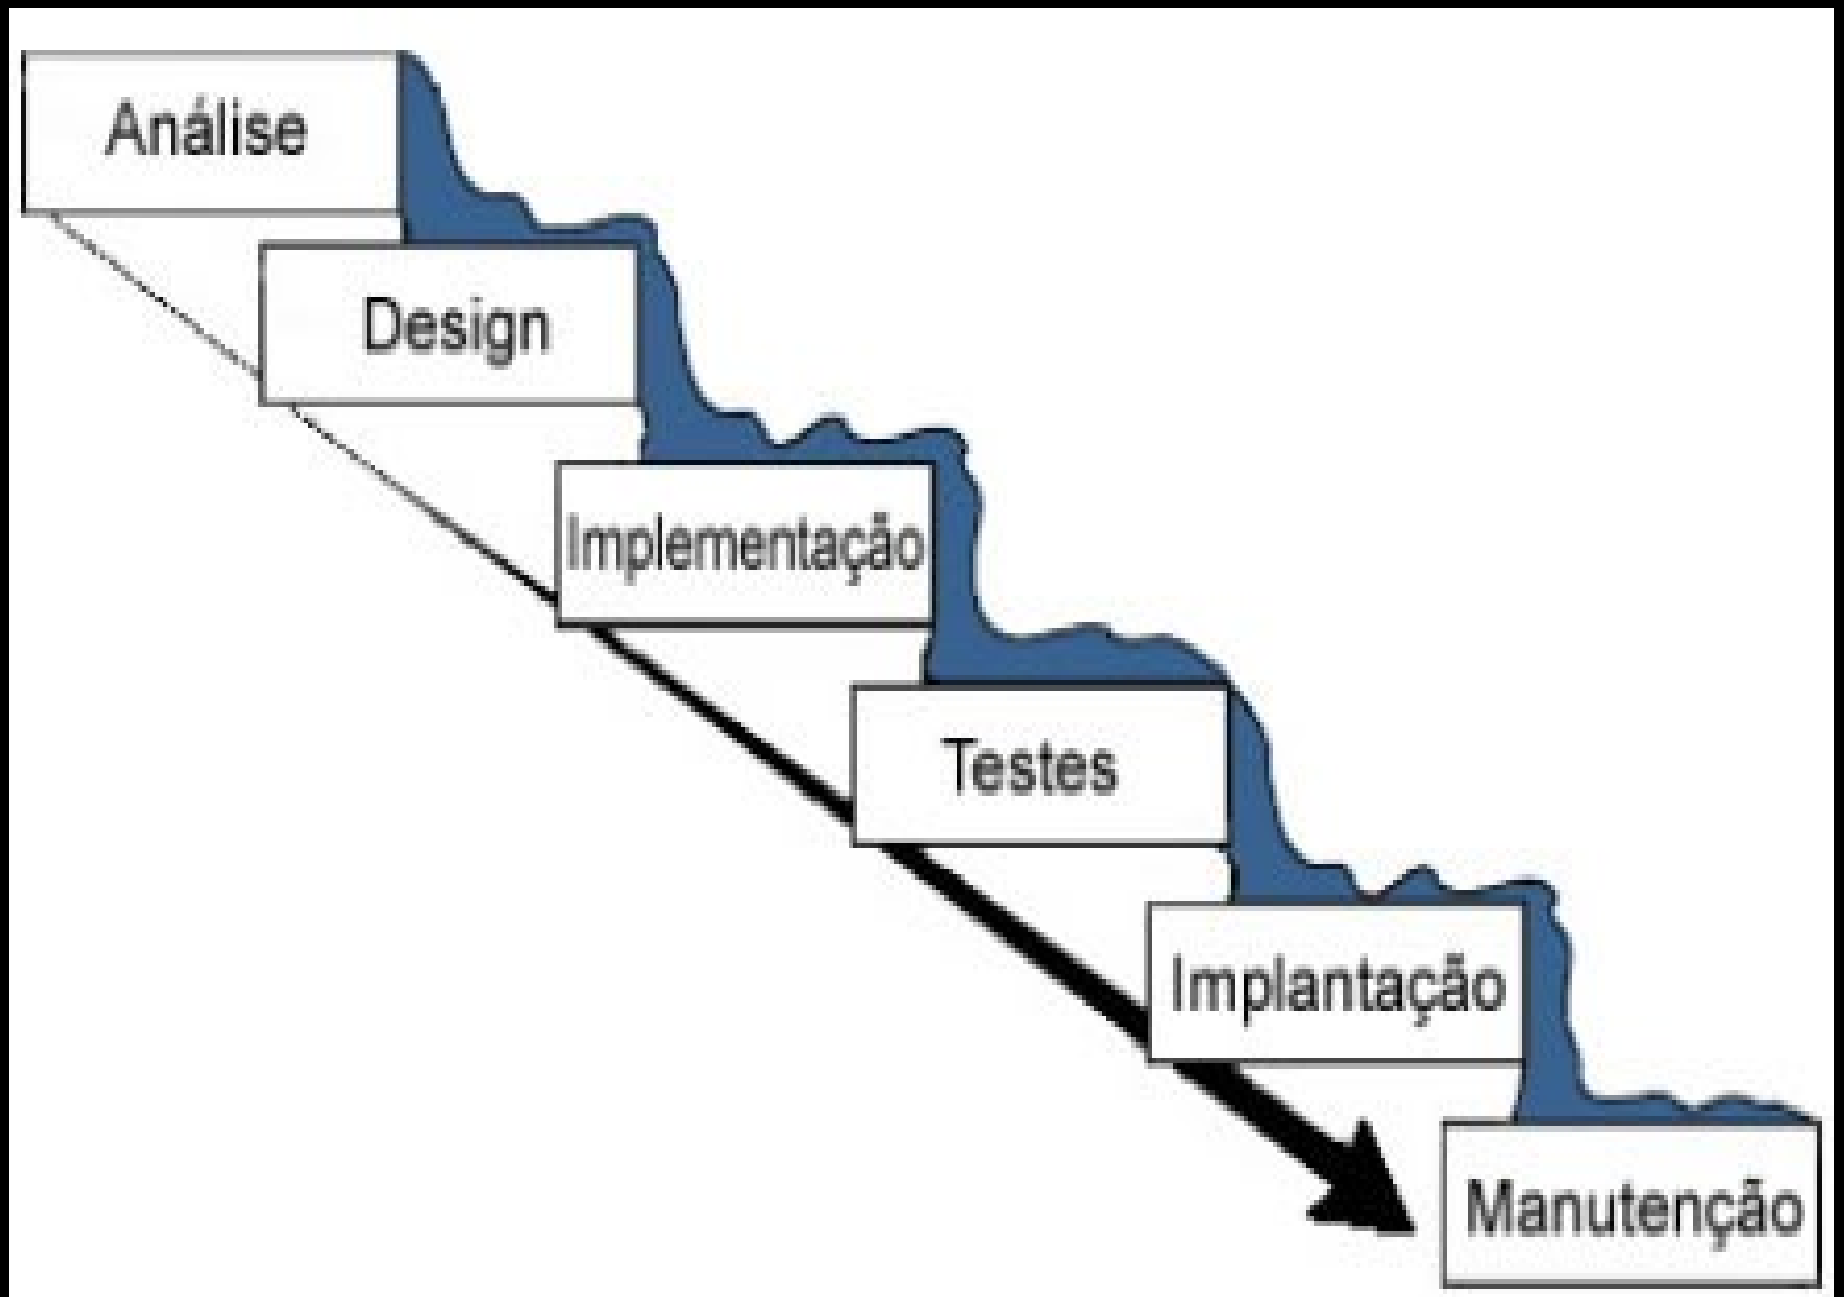 Análise
Design
Implementação
Testes
Implantação
Manutenção